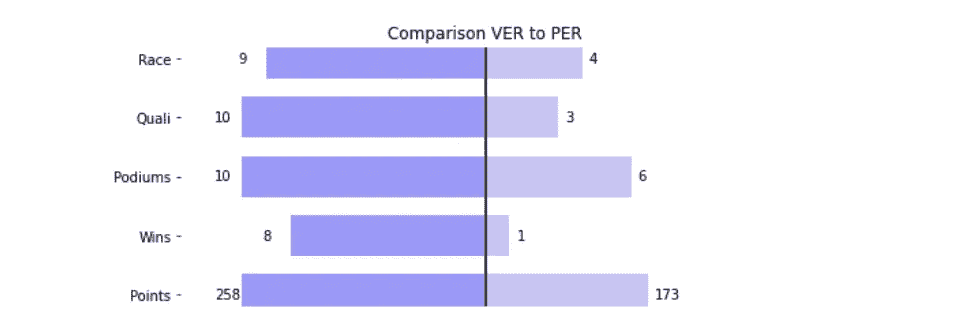 Comparison VER to PER
Race - 9 4
Quali - 10 3
Podiums - 10 6
Wins - 8 1
Points - 258 173